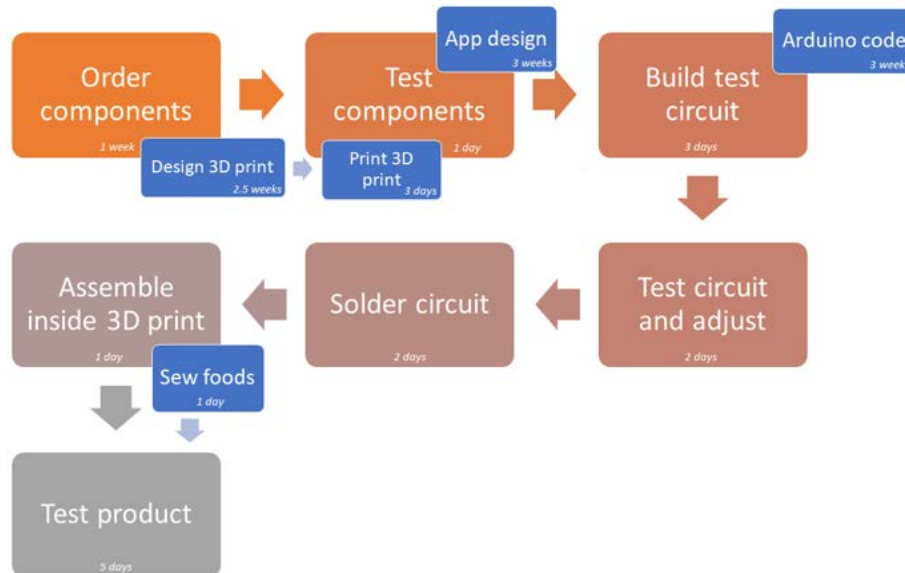 Order
components
1 week
Design 3D print
2.5 weeks
Test
components
1 day
App design
3 weeks
Print 3D
print
3 days
Build test
circuit
3 days
Arduino code
3 week
Test circuit
and adjust
2 days
Solder circuit
2 days
Assemble
inside 3D print
1 day
Sew foods
1 day
Test product
5 days